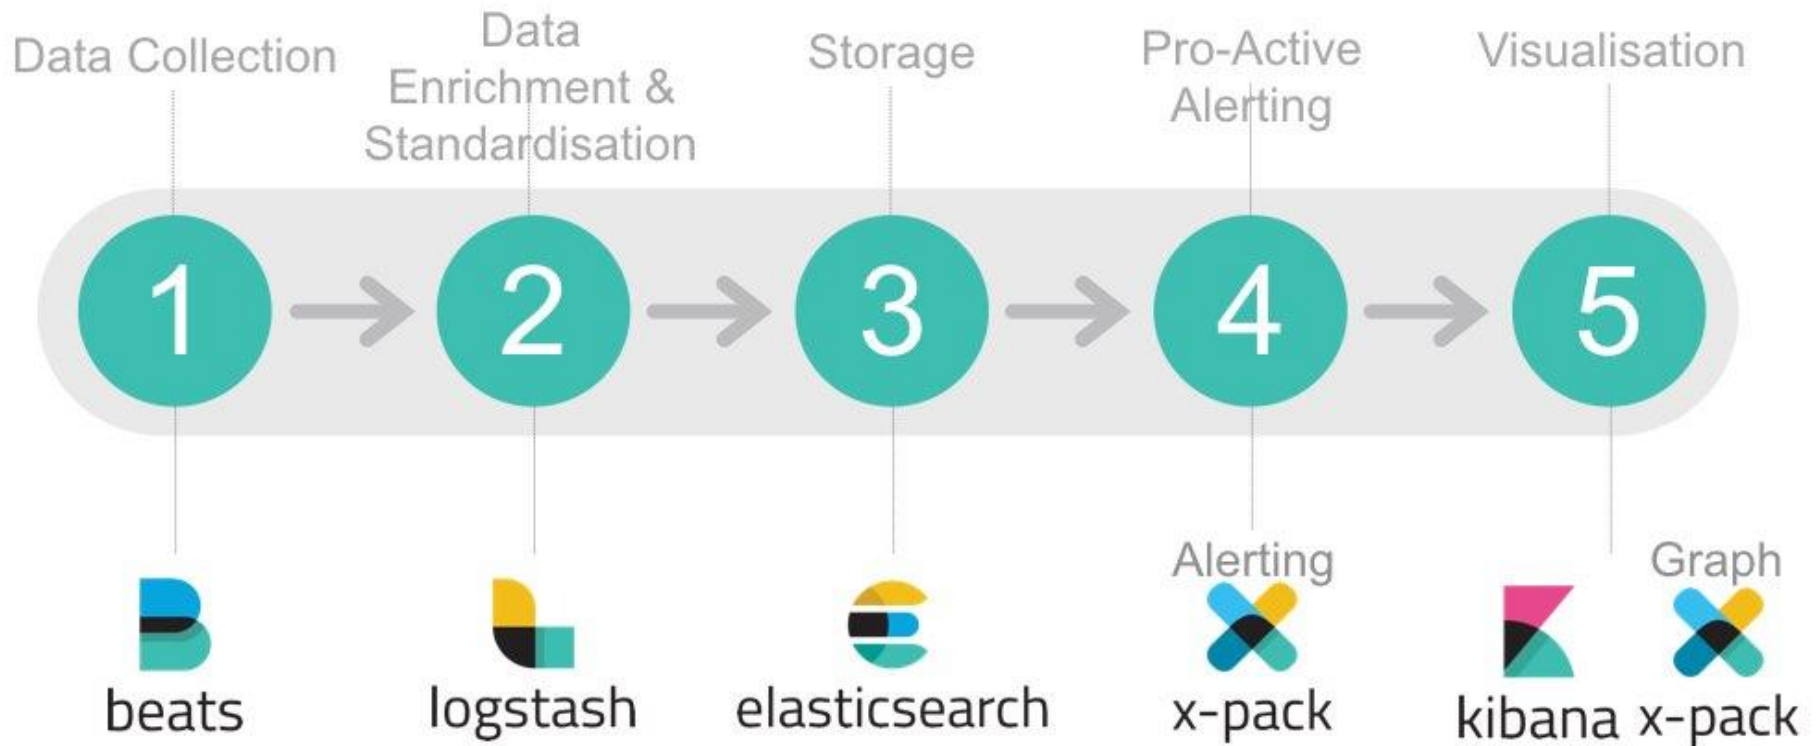 Data Collection
Data
Enrichment &
Standardisation
Storage
Pro-Active
Alerting
Visualisation
1
2
3
4
5
beats
logstash
elasticsearch
Alerting
x-pack
kibana
Graph
x-pack